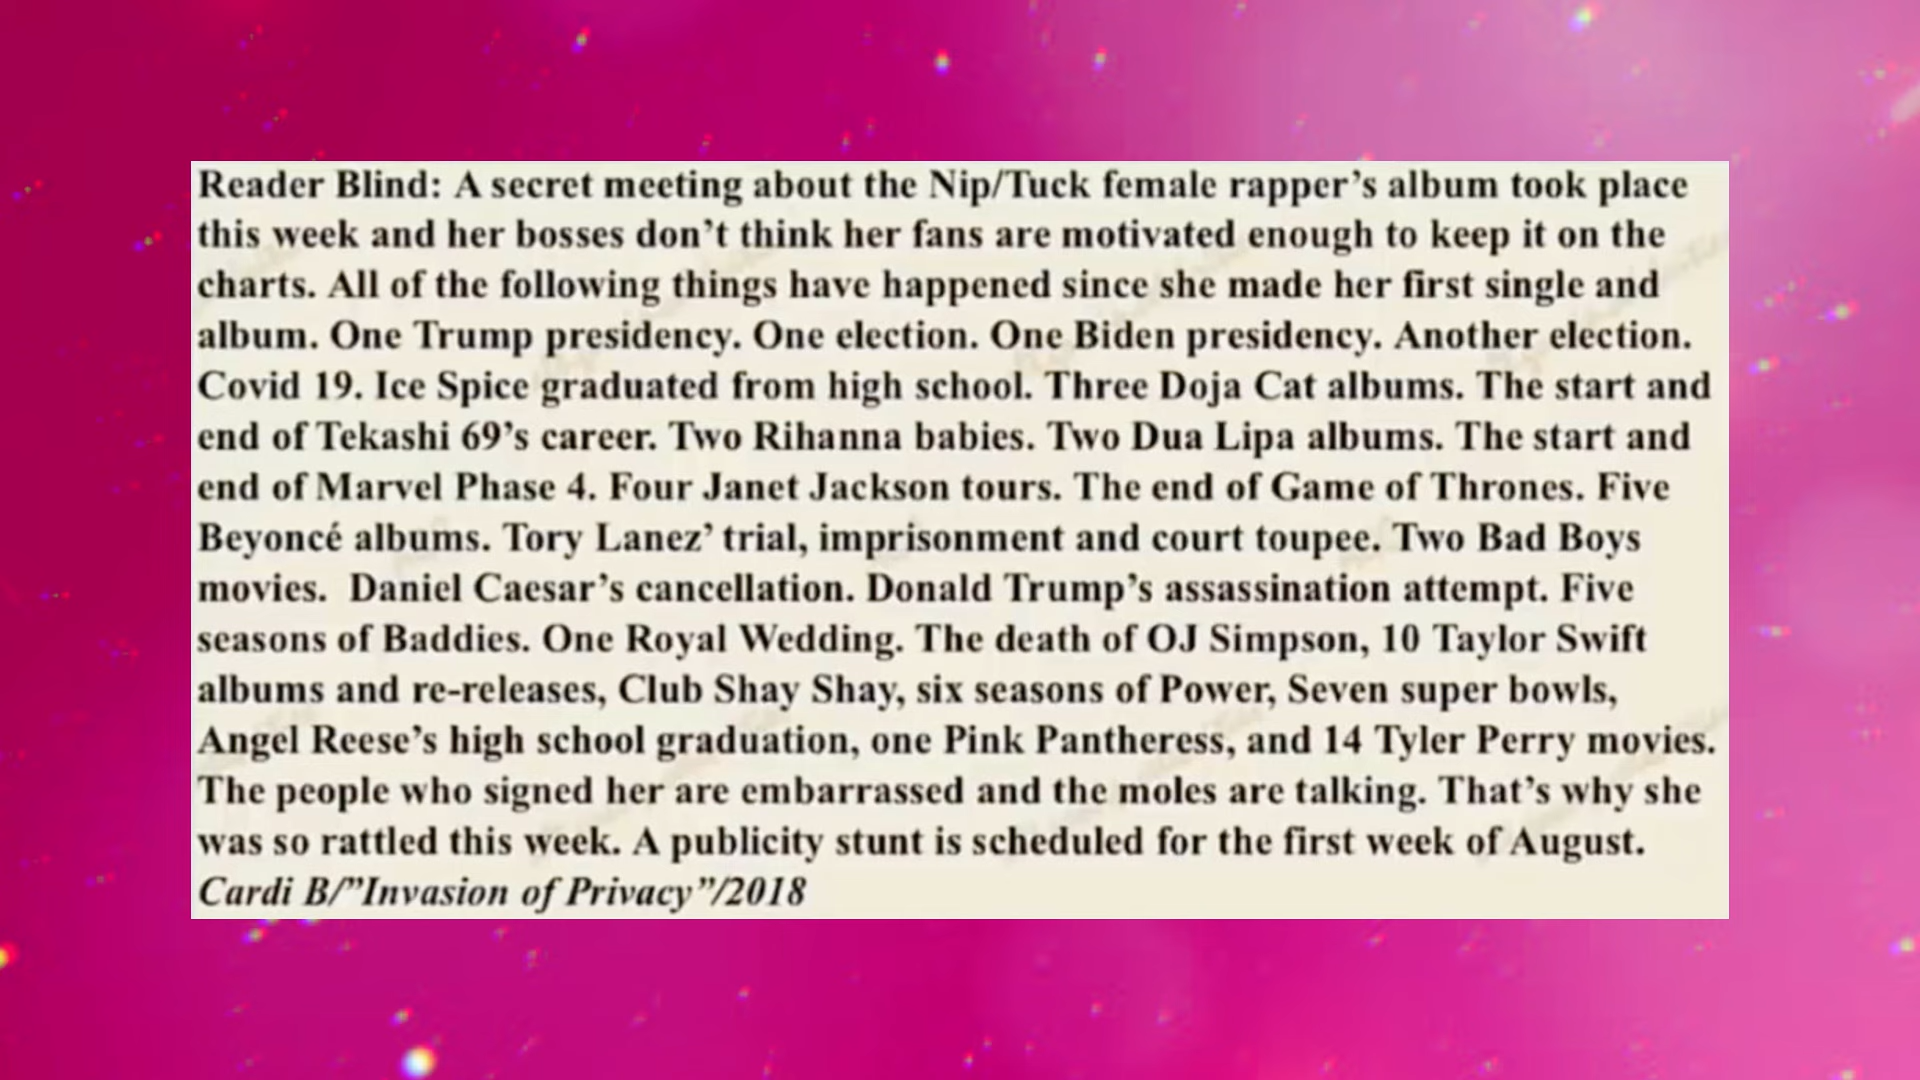 Reader Blind: A secret meeting about the Nip/Tuck female rapper’s album took place
this week and her bosses don’t think her fans are motivated enough to keep it on the
charts. All of the following things have happened since she made her first single and
album. One Trump presidency. One election. One Biden presidency. Another election.
Covid 19. Ice Spice graduated from high school. Three Doja Cat albums. The start and
end of Tekashi 69’s career. Two Rihanna babies. Two Dua Lipa albums. The start and
end of Marvel Phase 4. Four Janet Jackson tours. The end of Game of Thrones. Five
Beyoncé albums. Tory Lanez’ trial, imprisonment and court toupee. Two Bad Boys
movies.  Daniel Caesar’s cancellation. Donald Trump’s assassination attempt. Five
seasons of Baddies. One Royal Wedding. The death of OJ Simpson, 10 Taylor Swift
albums and re-releases, Club Shay Shay, six seasons of Power, Seven super bowls,
Angel Reese’s high school graduation, one Pink Pantheress, and 14 Tyler Perry movies.
The people who signed her are embarrassed and the moles are talking. That’s why she
was so rattled this week. A publicity stunt is scheduled for the first week of August.
Cardi B/”Invasion of Privacy”/2018